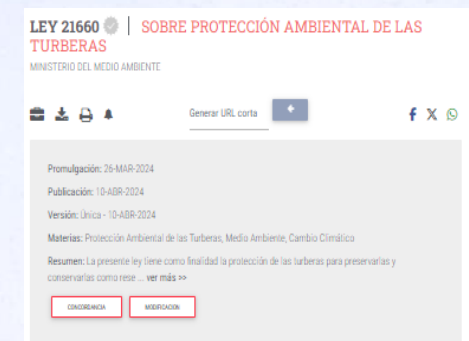 LEY 21660 | SOBRE PROTECCIÓN AMBIENTAL DE LAS
TURBERAS
MINISTERIO DEL MEDIO AMBIENTE
Generar URL corta
Promulgación: 26-MAR-2024
Publicación: 10-ABR-2024
Versión: Única - 10-ABR-2024
Materias: Protección Ambiental de las Turberas, Medio Ambiente, Cambio Climático
Resumen: La presente ley tiene como finalidad la protección de las turberas para preservarlas y
conservarlas como rese ... ver más >>
CONCORDANCIA MODIFICACION